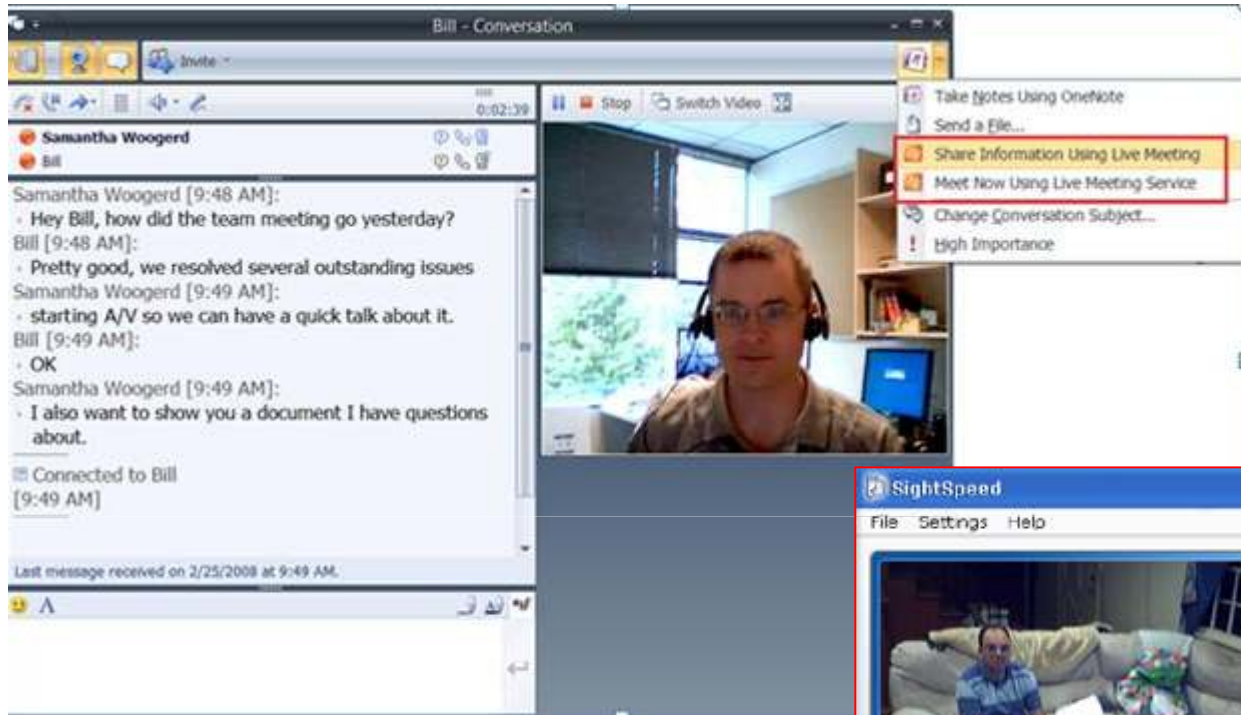 Bill - Conversation
Invite
0:02:39
Stop Switch Video
Samantha Woogerd
Bill
Samantha Woogerd [9:48 AM]:
Hey Bill, how did the team meeting go yesterday?
Bill [9:48 AM]:
Pretty good, we resolved several outstanding issues
Samantha Woogerd [9:49 AM]:
starting A/V so we can have a quick talk about it.
Bill [9:49 AM]:
OK
Samantha Woogerd [9:49 AM]:
I also want to show you a document I have questions
about.
Connected to Bill
[9:49 AM]
Last message received on 2/25/2008 at 9:49 AM.
A
Take Notes Using OneNote
Send a File...
Share Information Using Live Meeting
Meet Now Using Live Meeting Service
Change Conversation Subject...
! High Importance
SightSpeed
File Settings Help